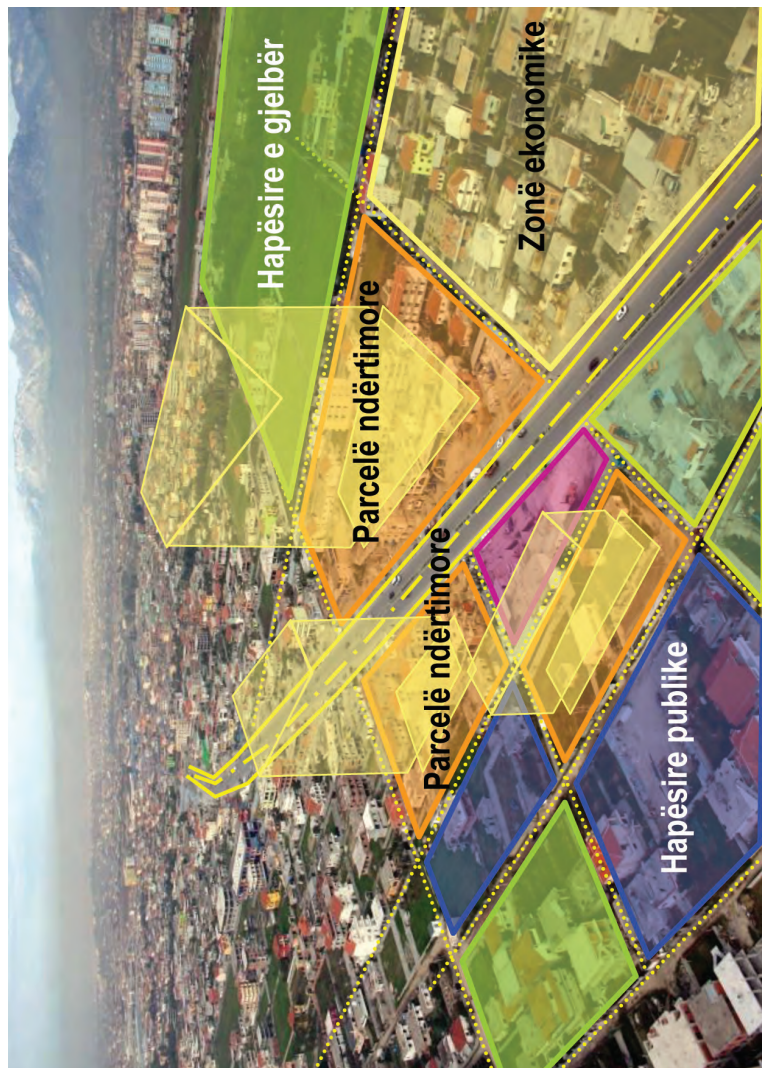 Hapësire e gjelbër
Parcelë ndërtimore
Parcelë ndërtimore
Zonë ekonomike
Hapësire publike